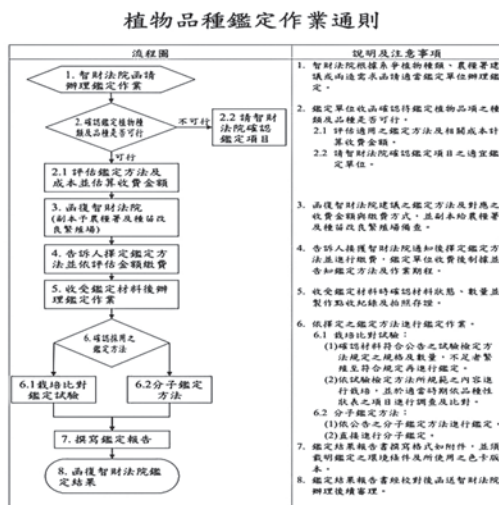 植物品種鑑定作業通則
流程圖
1. 智財法院函請
辦理鑑定作業
2.確認鑑定植物種
類及品種是否可行
不可行
2.2 請智財
法院確認
鑑定項目
可行
2.1 評估鑑定方法及
成本並估算收費金額
3. 函復智財法院
(副本予農糧署及種苗改
良繁殖場)
4. 告訴人擇定鑑定方
法並依評估金額繳費
5. 收受鑑定材料後辦
理鑑定作業
6.確認採用之
鑑定方法
6.1栽培比對
鑑定試驗
6.2分子鑑定
方法
7. 撰寫鑑定報告
8. 函復智財法院鑑
定結果
說明及注意事項
1. 智財法院根據系爭植物種類、農糧署建
議或兩造需求函請適當鑑定單位辦理鑑
定。
2. 鑑定單位收函確認待鑑定植物品項之種
類及品種是否可行。
2.1 評估適用之鑑定方法及相關成本計
算收費金額。
2.2 請智財法院確認鑑定項目之適宜鑑
定單位。
3. 函復智財法院建議之鑑定方法及對應之
收費金額與繳費方式，並副本給農糧署
及種苗改良繁殖場備查。
4. 告訴人接獲智財法院通知後擇定鑑定方
法並進行繳費，鑑定單位收費後制據並
告知鑑定方法及作業期程。
5. 收受鑑定材料時確認材料狀態、數量並
製作點收紀錄及拍照存證。
6. 依擇定之鑑定方法進行鑑定作業。
6.1 栽培比對試驗：
(1)確認材料符合公告之試驗檢定方
法規定之規格及數量，不足者繁
殖至符合規定再進行鑑定。
(2)依試驗檢定方法所規範之內容進
行栽培，並於適當時期依品種性
狀表之項目進行調查及比對。
6.2 分子鑑定方法：
(1)依公告之分子鑑定方法進行鑑定。
(2)直接進行分子鑑定。
7. 鑑定結果報告書撰寫格式如附件，並須
載明鑑定之環境條件及所使用之色卡版
本。
8. 鑑定結果報告書經校對後函送智財法院
辦理後續審理。